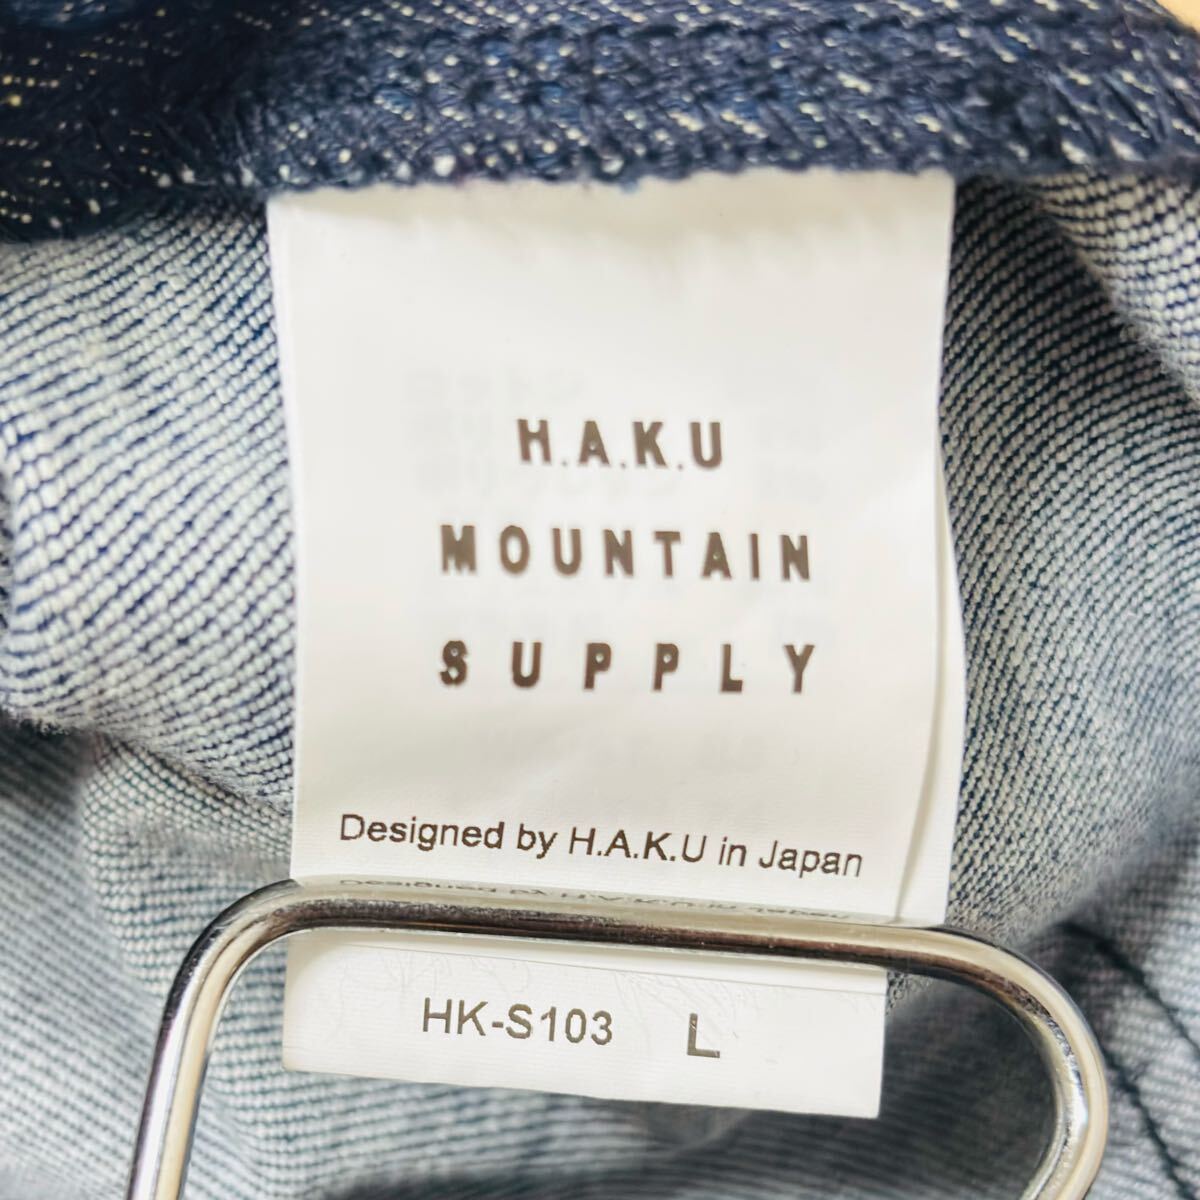 H.A.K.U
MOUNTAIN
SUPPLY
Designed by H.A.K.U in Japan
HK-S103 L